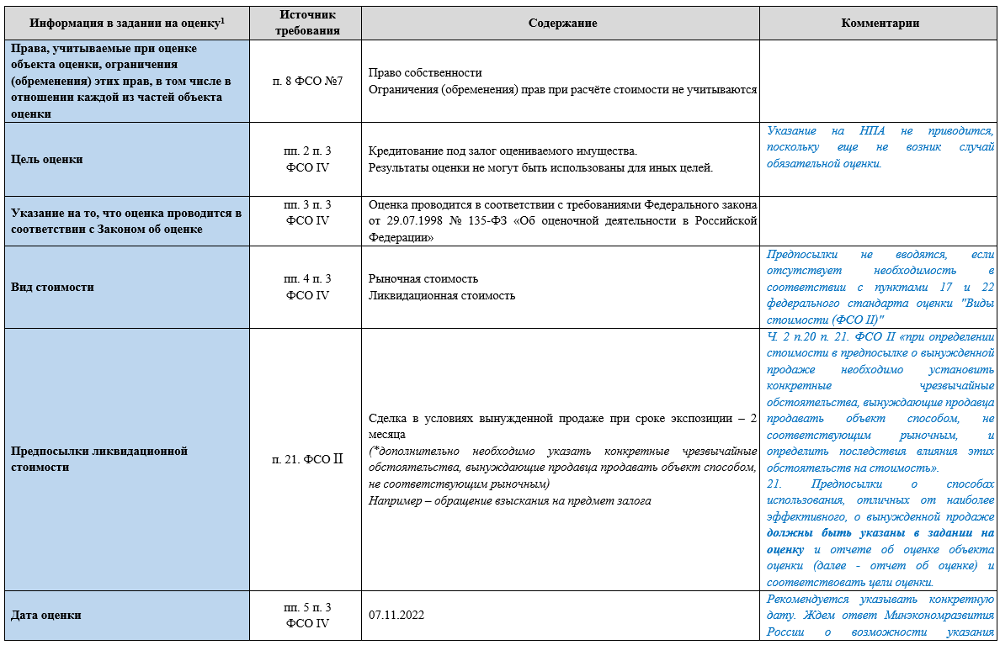 Информация в задании на оценку¹
Источник
требования
Содержание
Комментарии
Права, учитываемые при оценке
объекта оценки, ограничения
(обременения) этих прав, в том числе в
отношении каждой из частей объекта
оценки
п. 8 ФСО №7
Право собственности
Ограничения (обременения) прав при расчёте стоимости не учитываются
Цель оценки
пп. 2 п. 3
ФСО IV
Кредитование под залог оцениваемого имущества.
Результаты оценки не могут быть использованы для иных целей.
Указание на НПА не приводится,
поскольку еще не возник случай
обязательной оценки.
Указание на то, что оценка проводится в
соответствии с Законом об оценке
пп. 3 п. 3
ФСО IV
Оценка проводится в соответствии с требованиями Федерального закона
от 29.07.1998 № 135-ФЗ «Об оценочной деятельности в Российской
Федерации»
Вид стоимости
пп. 4 п. 3
ФСО IV
Рыночная стоимость
Ликвидационная стоимость
Предпосылки не вводятся, если
отсутствует необходимость в
соответствии с пунктами 17 и 22
федерального стандарта оценки "Виды
стоимости (ФСО II)"
Предпосылки ликвидационной
стоимости
п. 21. ФСО II
Сделка в условиях вынужденной продаже при сроке экспозиции – 2
месяца
(*дополнительно необходимо указать конкретные чрезвычайные
обстоятельства, вынуждающие продавца продавать объект способом,
не соответствующим рыночным)
Например – обращение взыскания на предмет залога
Ч. 2 п.20 п. 21. ФСО II «при определении
стоимости в предпосылке о вынужденной
продаже необходимо установить
конкретные чрезвычайные
обстоятельства, вынуждающие продавца
продавать объект способом, не
соответствующим рыночным, и
определить последствия влияния этих
обстоятельств на стоимость».
21. Предпосылки о способах
использования, отличных от наиболее
эффективного, о вынужденной продаже
должны быть указаны в задании на
оценку и отчете об оценке объекта
оценки (далее - отчет об оценке) и
соответствовать цели оценки.
Дата оценки
пп. 5 п. 3
ФСО IV
07.11.2022
Рекомендуется указывать конкретную
дату. Ждем ответ Минэкономразвития
России о возможности указания